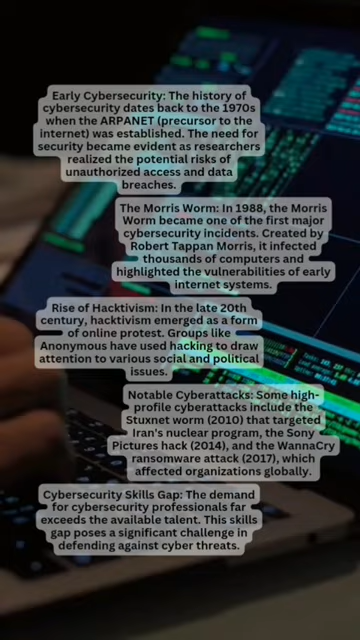 Early Cybersecurity: The history of
cybersecurity dates back to the 1970s
when the ARPANET (precursor to the
internet) was established. The need for
security became evident as researchers
realized the potential risks of
unauthorized access and data
breaches.
The Morris Worm: In 1988, the Morris
Worm became one of the first major
cybersecurity incidents. Created by
Robert Tappan Morris, it infected
thousands of computers and
highlighted the vulnerabilities of early
internet systems.
Rise of Hacktivism: In the late 20th
century, hacktivism emerged as a form
of online protest. Groups like
Anonymous have used hacking to draw
attention to various social and political
issues.
Notable Cyberattacks: Some high-
profile cyberattacks include the
Stuxnet worm (2010) that targeted
Iran's nuclear program, the Sony
Pictures hack (2014), and the WannaCry
ransomware attack (2017), which
affected organizations globally.
Cybersecurity Skills Gap: The demand
for cybersecurity professionals far
exceeds the available talent. This skills
gap poses a significant challenge in
defending against cyber threats.